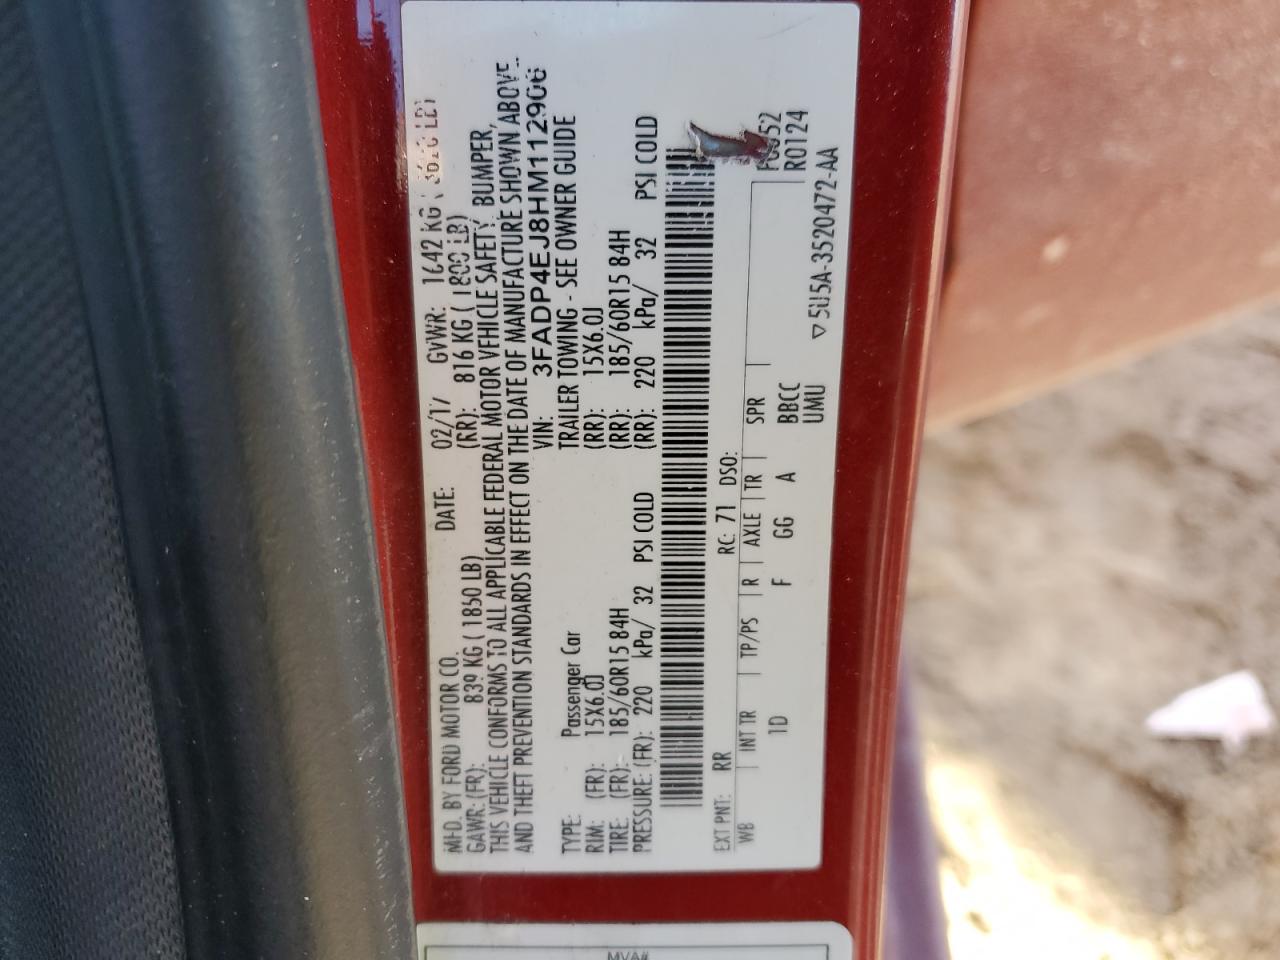 MFD. BY FORD MOTOR CO. DATE: 02/17 GVWR: 1642 KG
GAWR: (FR): 839 KG ( 1850 LB) (RR): 816 KG ( 1800 LB)
THIS VEHICLE CONFORMS TO ALL APPLICABLE FEDERAL MOTOR VEHICLE SAFETY, BUMPER,
AND THEFT PREVENTION STANDARDS IN EFFECT ON THE DATE OF MANUFACTURE SHOWN ABOVE.
VIN: 3FADP4EJ8HM112906
TYPE: Passenger Car TRAILER TOWING - SEE OWNER GUIDE
RIM: (FR): 15X6.0J (RR): 15X6.0J
TIRE: (FR): 185/60R15 84H (RR): 185/60R15 84H
PRESSURE: (FR): 220 kPa/ 32 PSI COLD (RR): 220 kPa/ 32 PSI COLD
EXT PNT: RR RC: 71 DSO:
WB INT TR TP/PS R AXLE TR SPR R0124
1D F GG A BBCC
UMU
▽ 5U5A-3520472-AA
MVA#